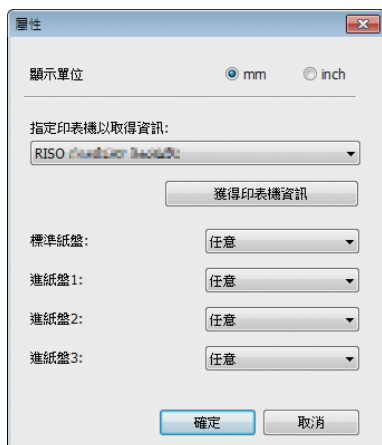 屬性
顯示單位 mm inch
指定印表機以取得資訊:
RISO
獲得印表機資訊
標準紙盤: 任意
進紙盤1: 任意
進紙盤2: 任意
進紙盤3: 任意
確定 取消